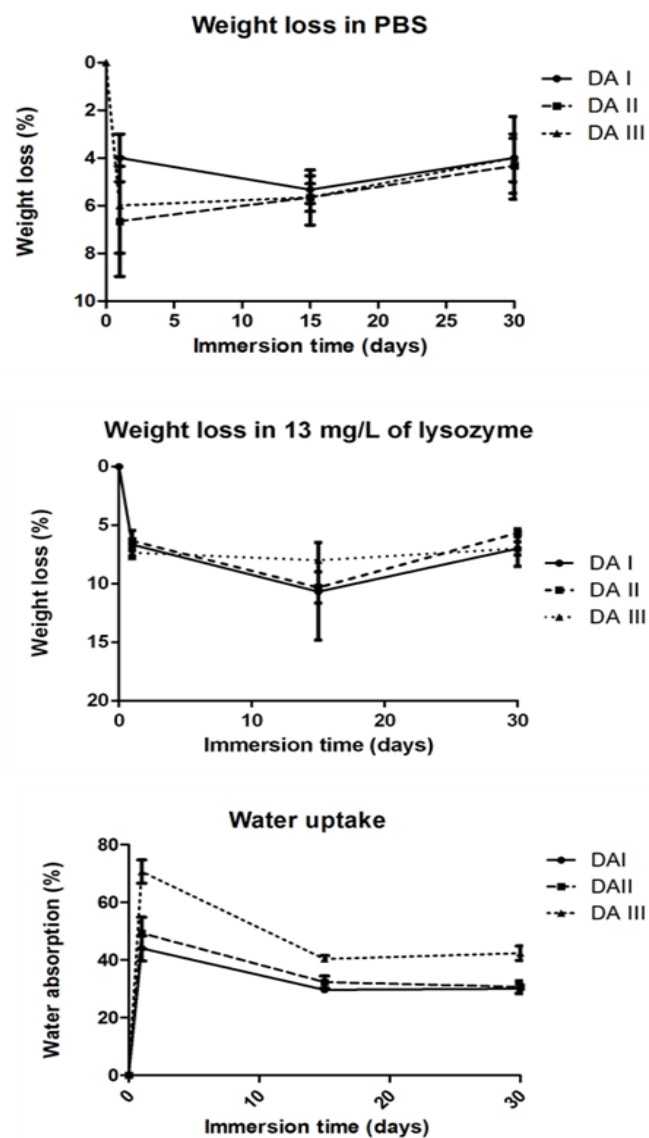 Weight loss in PBS
0
2
4
6
8
10
Weight loss (%)
0 5 10 15 20 25 30
Immersion time (days)
DA I
DA II
DA III
Weight loss in 13 mg/L of lysozyme
0
5
10
15
20
Weight loss (%)
0 10 20 30
Immersion time (days)
DA I
DA II
DA III
Water uptake
80
60
40
20
0
Water absorption (%)
0 10 20 30
Immersion time (days)
DAI
DAII
DA III